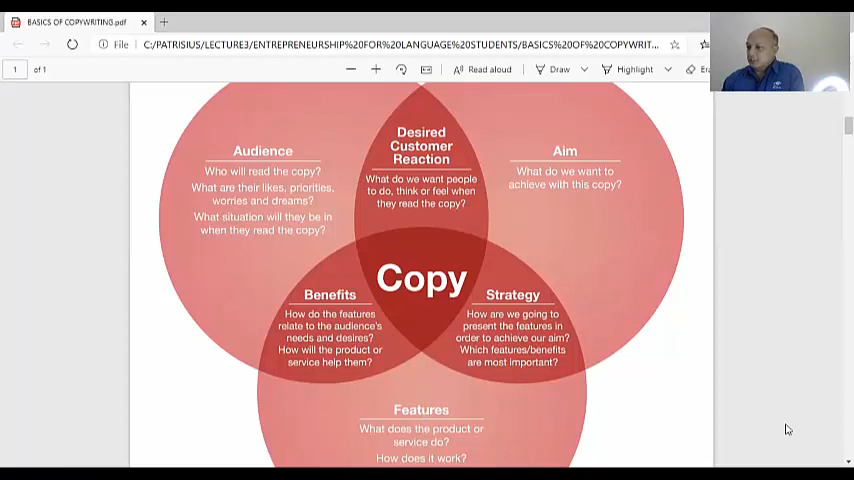 BASICS OF COPYWRITING.pdf
File
C:/PATRISIUS/LECTURE3/ENTREPRENEURSHIP%20FOR%20LANGUAGE%20STUDENTS/BASICS%20OF%20COPYWRIT...
1 of 1
Read aloud
Draw
Highlight
Era
Desired
Customer
Reaction
What do we want people
to do, think or feel when
they read the copy?
Audience
Who will read the copy?
What are their likes, priorities,
worries and dreams?
What situation will they be in
when they read the copy?
Aim
What do we want to
achieve with this copy?
Copy
Benefits
How do the features
relate to the audience's
needs and desires?
How will the product or
service help them?
Strategy
How are we going to
present the features in
order to achieve our aim?
Which features/benefits
are most important?
Features
What does the product or
service do?
How does it work?